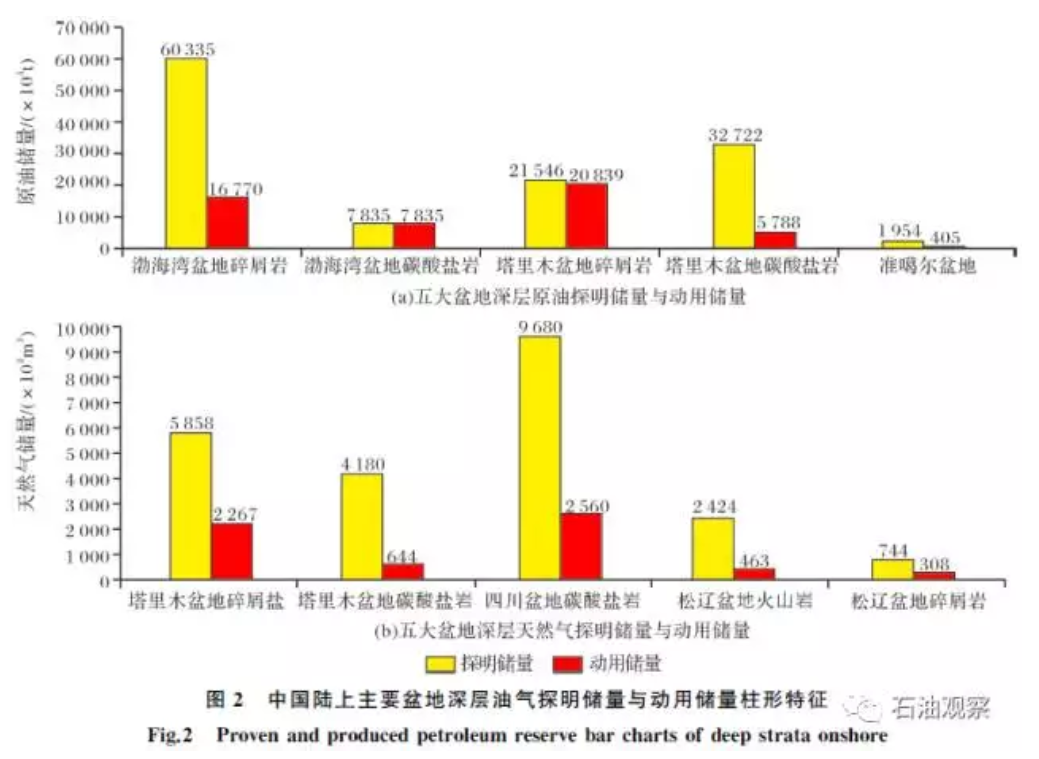 70 000
60 000
50 000
40 000
30 000
20 000
10 000
0
原油储量/(×10⁴t)
60 335
16 770
7 835 7 835
21 546 20 839
32 722
5 788
1 954 405
渤海湾盆地碎屑岩 渤海湾盆地碳酸盐岩 塔里木盆地碎屑岩 塔里木盆地碳酸盐岩 准噶尔盆地
(a)五大盆地深层原油探明储量与动用储量
10 000
9 000
8 000
7 000
6 000
5 000
4 000
3 000
2 000
1 000
0
天然气储量/(×10⁸m³)
5 858
2 267
4 180
644
9 680
2 560
2 424
463
744
308
塔里木盆地碎屑盐 塔里木盆地碳酸盐岩 四川盆地碳酸盐岩 松辽盆地火山岩 松辽盆地碎屑岩
(b)五大盆地深层天然气探明储量与动用储量
探明储量 动用储量
图 2 中国陆上主要盆地深层油气探明储量与动用储量柱形特征
石油观察
Fig.2 Proven and produced petroleum reserve bar charts of deep strata onshore